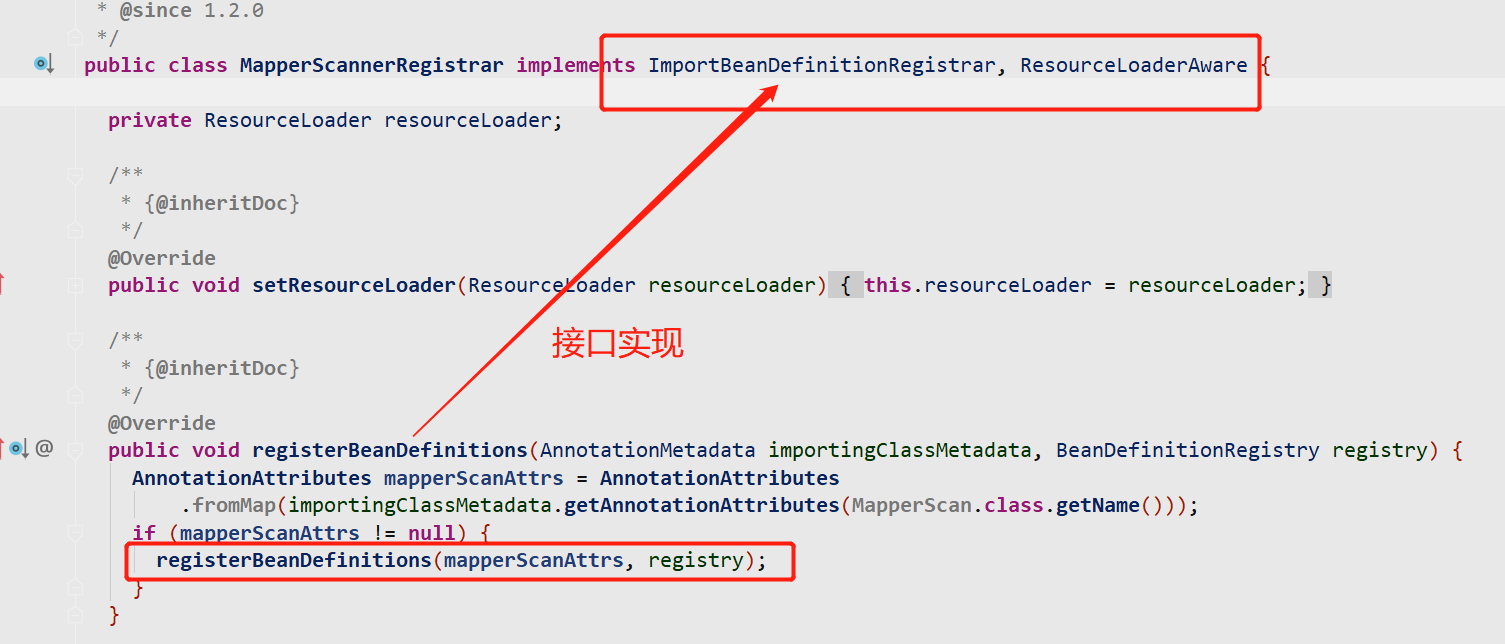 * @since 1.2.0
*/
public class MapperScannerRegistrar implements ImportBeanDefinitionRegistrar, ResourceLoaderAware {
private ResourceLoader resourceLoader;
/**
* {@inheritDoc}
*/
@Override
public void setResourceLoader(ResourceLoader resourceLoader) { this.resourceLoader = resourceLoader; }
接口实现
/**
* {@inheritDoc}
*/
@Override
@
public void registerBeanDefinitions(AnnotationMetadata importingClassMetadata, BeanDefinitionRegistry registry) {
AnnotationAttributes mapperScanAttrs = AnnotationAttributes
.fromMap(importingClassMetadata.getAnnotationAttributes(MapperScan.class.getName()));
if (mapperScanAttrs != null) {
registerBeanDefinitions(mapperScanAttrs, registry);
}
}